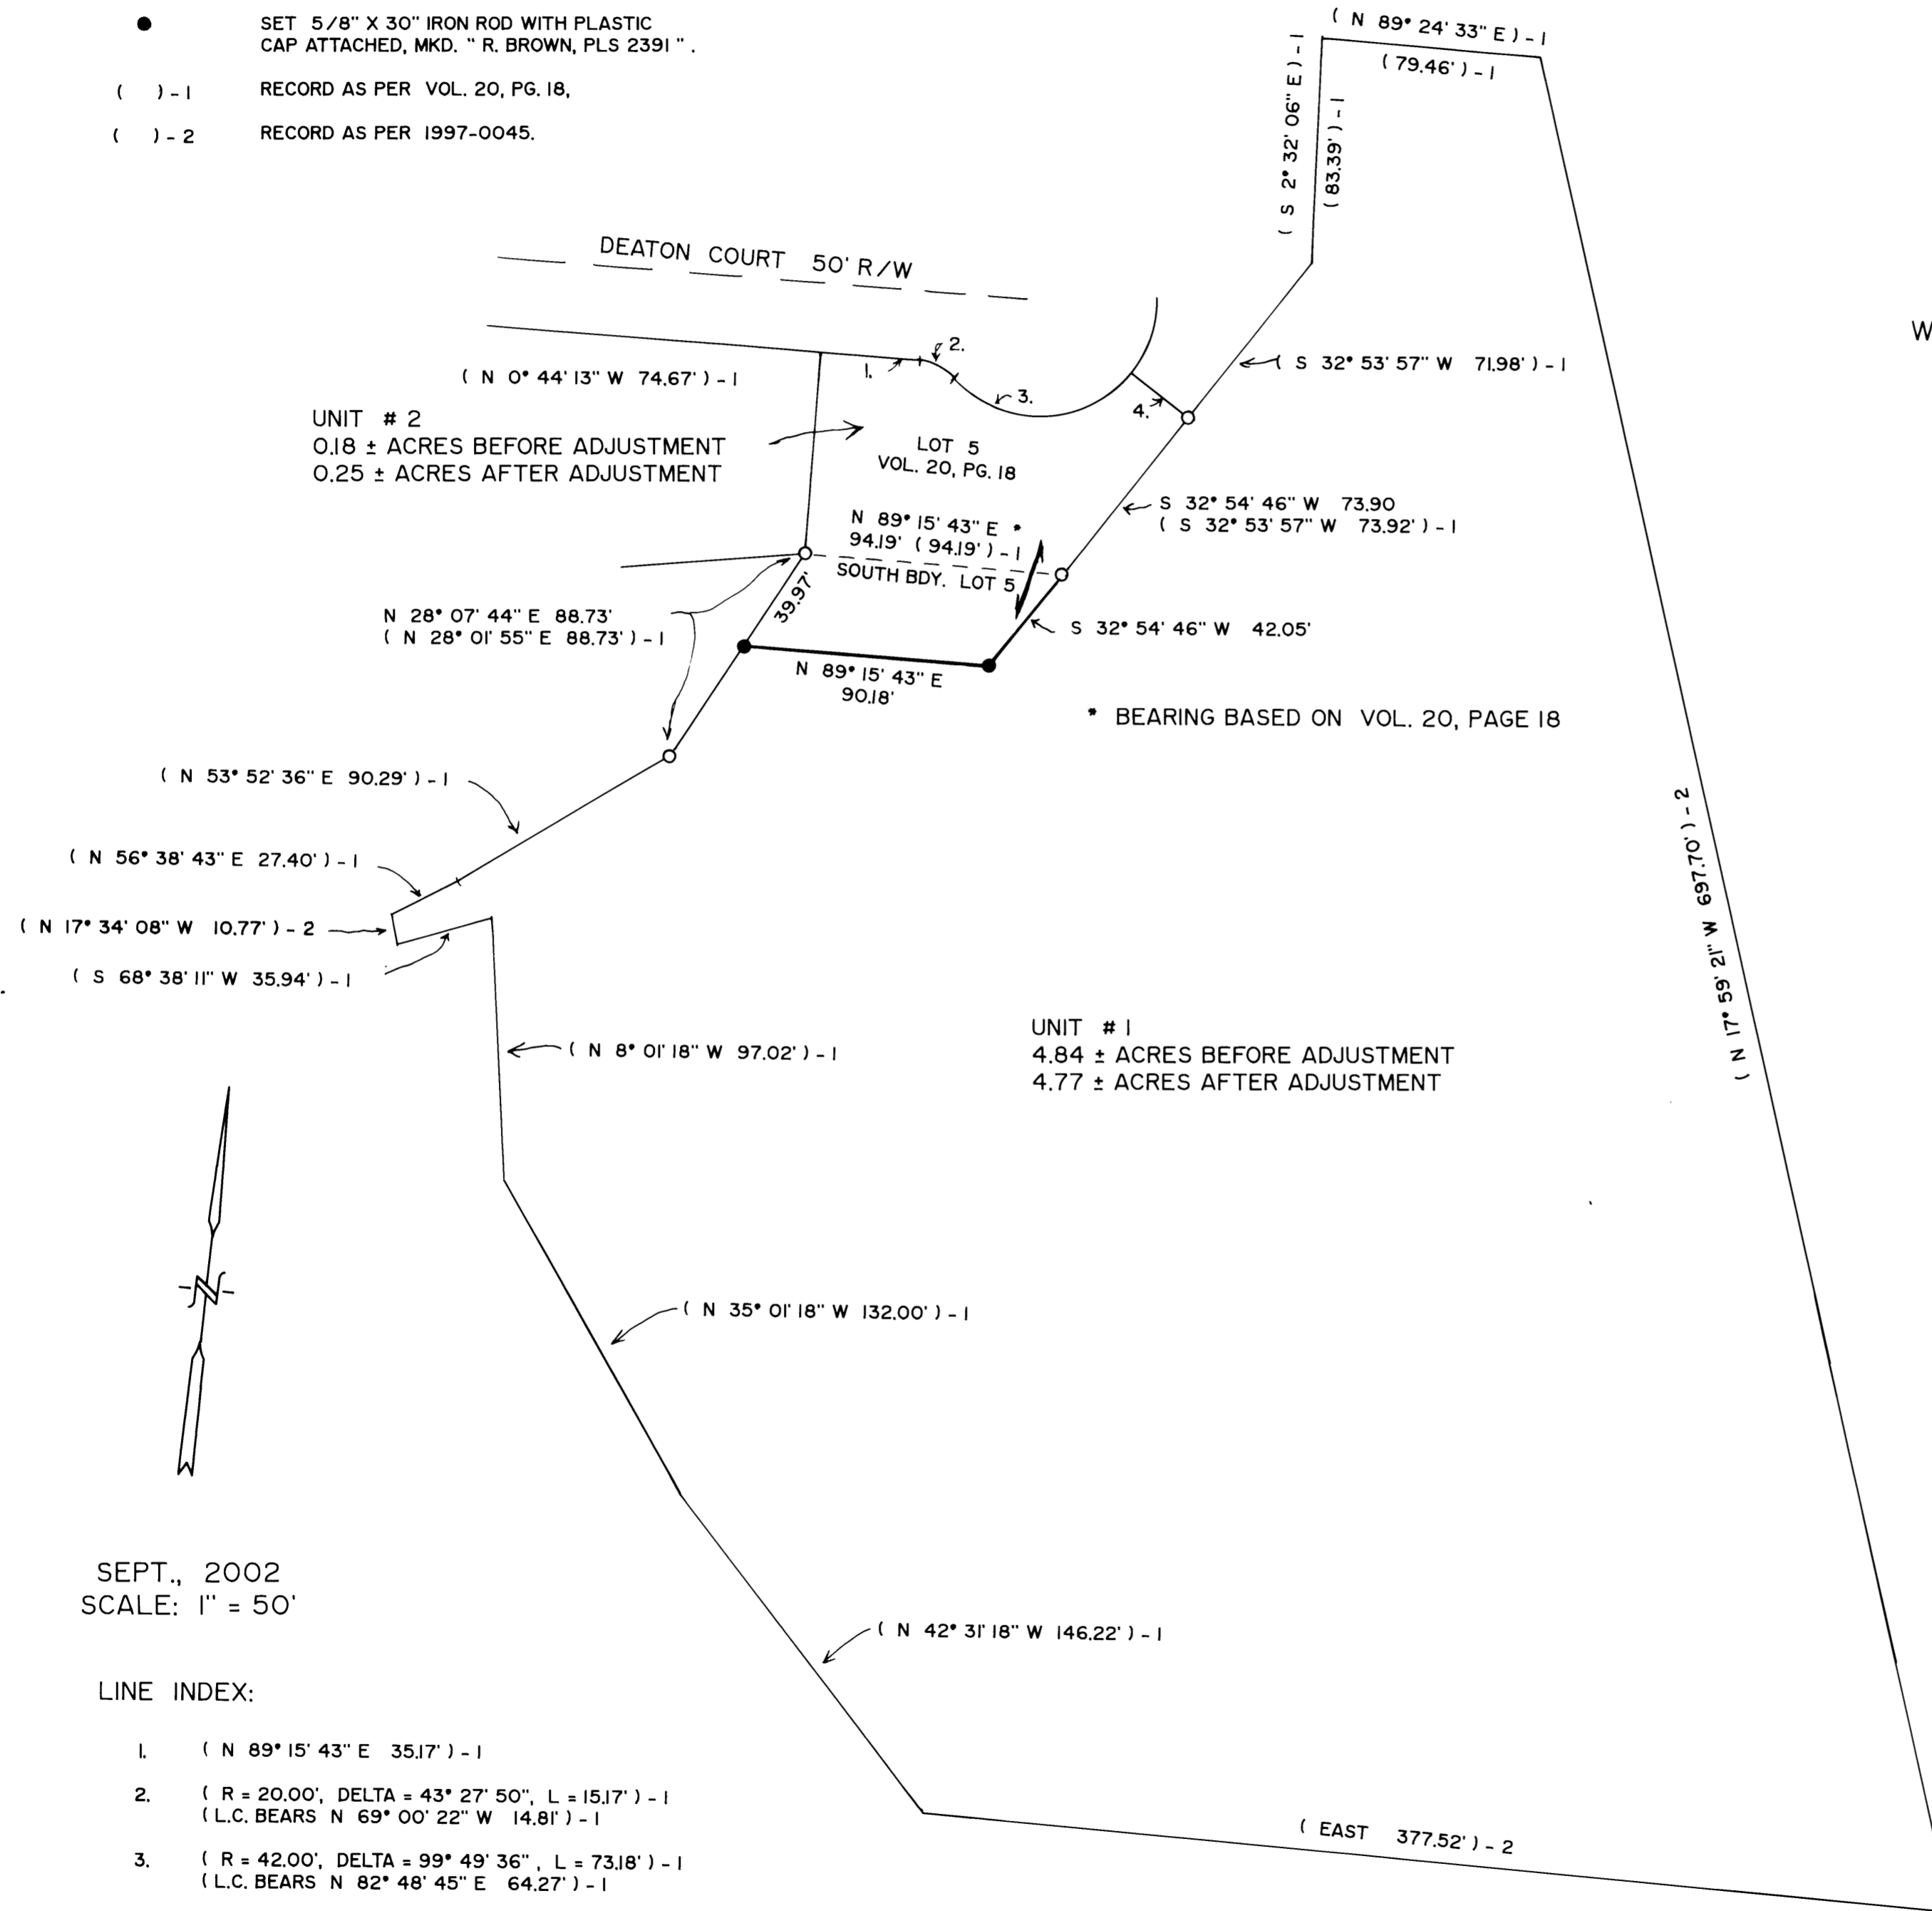 SET 5/8" X 30" IRON ROD WITH PLASTIC
CAP ATTACHED, MKD. " R. BROWN, PLS 2391 " .
( ) - 1 RECORD AS PER VOL. 20, PG. 18,
( ) - 2 RECORD AS PER 1997-0045.
( N 89° 24' 33" E ) - 1
( 79.46' ) - 1
( S 2° 32' 06" E ) - 1
( 83.39' ) - 1
DEATON COURT 50' R/W
( N 0° 44' 13" W 74.67' ) - 1
1.
2.
3.
4.
( S 32° 53' 57" W 71.98' ) - 1
W
UNIT # 2
0.18 ± ACRES BEFORE ADJUSTMENT
0.25 ± ACRES AFTER ADJUSTMENT
LOT 5
VOL. 20, PG. 18
S 32° 54' 46" W 73.90
( S 32° 53' 57" W 73.92' ) - 1
N 89° 15' 43" E *
94.19' ( 94.19' ) - 1
SOUTH BDY. LOT 5
39.97'
N 28° 07' 44" E 88.73'
( N 28° 01' 55" E 88.73' ) - 1
S 32° 54' 46" W 42.05'
N 89° 15' 43" E
90.18'
* BEARING BASED ON VOL. 20, PAGE 18
( N 53° 52' 36" E 90.29' ) - 1
( N 56° 38' 43" E 27.40' ) - 1
( N 17° 34' 08" W 10.77' ) - 2
( S 68° 38' 11" W 35.94' ) - 1
( N 17° 59' 21" W 697.70' ) - 2
( N 8° 01' 18" W 97.02' ) - 1
UNIT # 1
4.84 ± ACRES BEFORE ADJUSTMENT
4.77 ± ACRES AFTER ADJUSTMENT
N
( N 35° 01' 18" W 132.00' ) - 1
SEPT., 2002
SCALE: 1" = 50'
( N 42° 31' 18" W 146.22' ) - 1
LINE INDEX:
1. ( N 89° 15' 43" E 35.17' ) - 1
2. ( R = 20.00', DELTA = 43° 27' 50", L = 15.17' ) - 1
( L.C. BEARS N 69° 00' 22" W 14.81' ) - 1
3. ( R = 42.00', DELTA = 99° 49' 36", L = 73.18' ) - 1
( L.C. BEARS N 82° 48' 45" E 64.27' ) - 1
( EAST 377.52' ) - 2